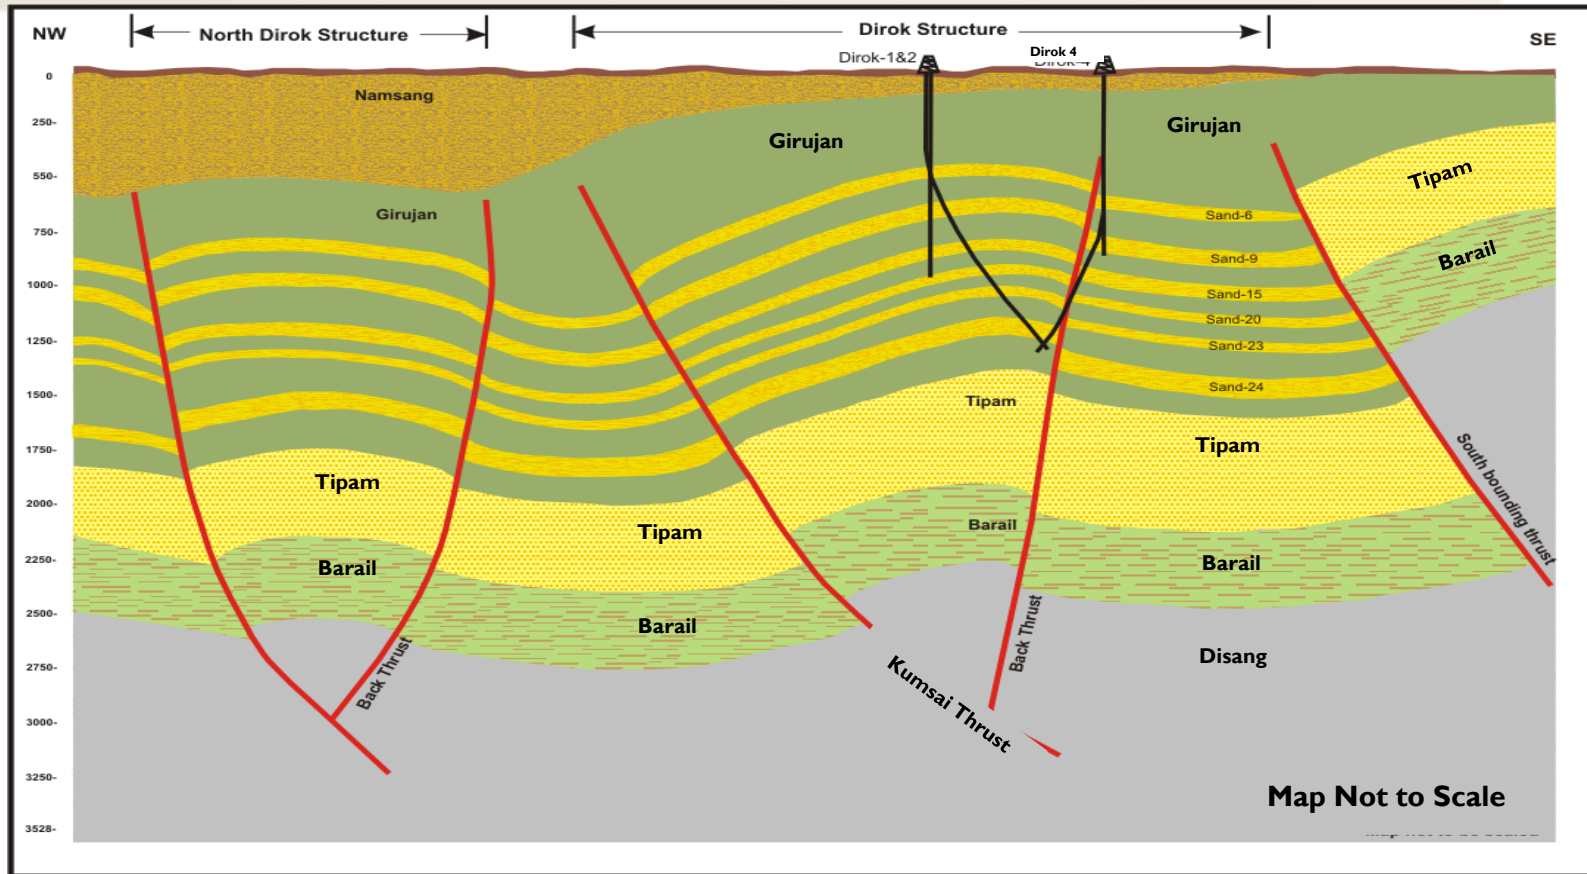 NW
North Dirok Structure
Dirok Structure
SE
Dirok-1&2
Dirok 4
Dirok-4
0
250-
550-
750-
1000-
1250-
1500-
1750-
2000-
2250-
2500-
2750-
3000-
3250-
3528-
Namsang
Girujan
Girujan
Girujan
Tipam
Barail
Sand-6
Sand-9
Sand-15
Sand-20
Sand-23
Sand-24
Tipam
Tipam
Tipam
Tipam
Barail
Barail
Barail
Barail
South bounding thrust
Back Thrust
Back Thrust
Kumsai Thrust
Disang
Map Not to Scale